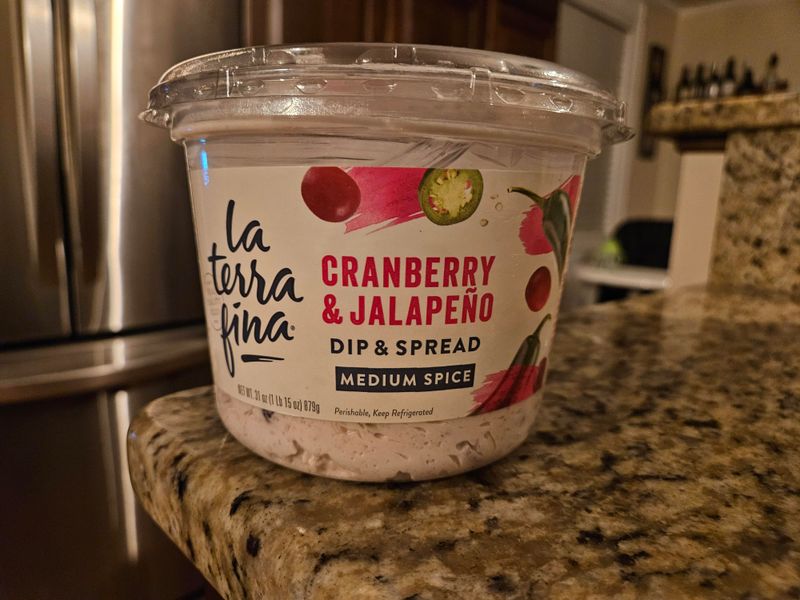 la
terra
fina®
CRANBERRY
& JALAPEÑO
DIP & SPREAD
MEDIUM SPICE
NET WT. 31 oz (1 Lb 15 oz) 879g
Perishable, Keep Refrigerated